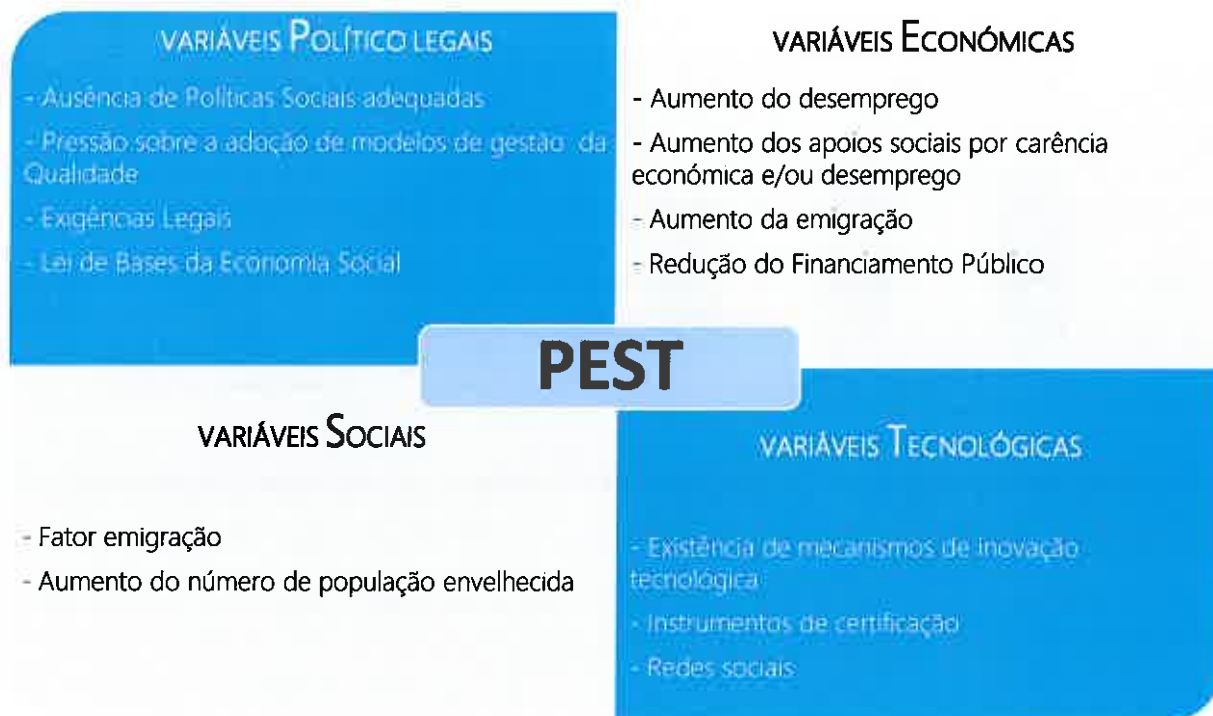 VARIÁVEIS POLÍTICO LEGAIS
- Ausência de Políticas Sociais adequadas
- Pressão sobre a adoção de modelos de gestão da
Qualidade
- Exigências Legais
- Lei de Bases da Economia Social
VARIÁVEIS ECONÓMICAS
- Aumento do desemprego
- Aumento dos apoios sociais por carência
económica e/ou desemprego
- Aumento da emigração
- Redução do Financiamento Público
PEST
VARIÁVEIS SOCIAIS
- Fator emigração
- Aumento do número de população envelhecida
VARIÁVEIS TECNOLÓGICAS
- Existência de mecanismos de inovação
tecnológica
- Instrumentos de certificação
- Redes sociais